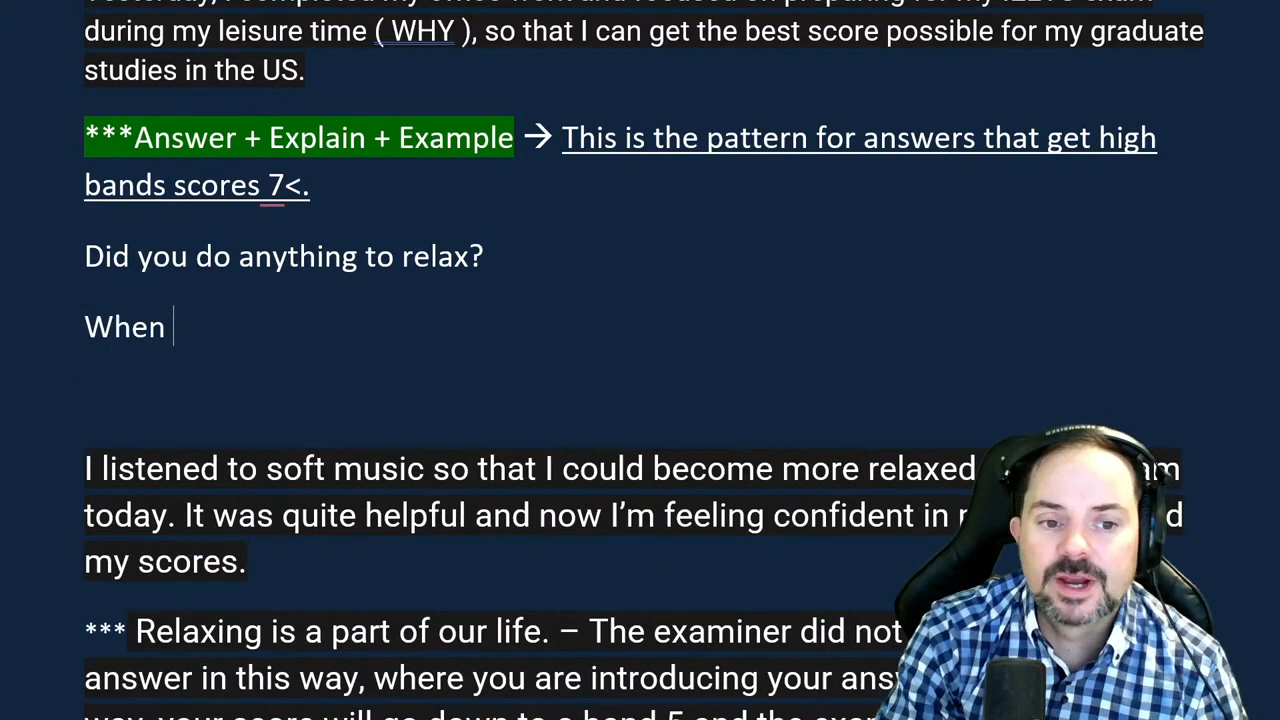 during my leisure time ( WHY ), so that I can get the best score possible for my graduate
studies in the US.
***Answer + Explain + Example → This is the pattern for answers that get high
bands scores 7<.
Did you do anything to relax?
When
I listened to soft music so that I could become more relaxed
today. It was quite helpful and now I’m feeling confident in
my scores.
*** Relaxing is a part of our life. – The examiner did not
answer in this way, where you are introducing your